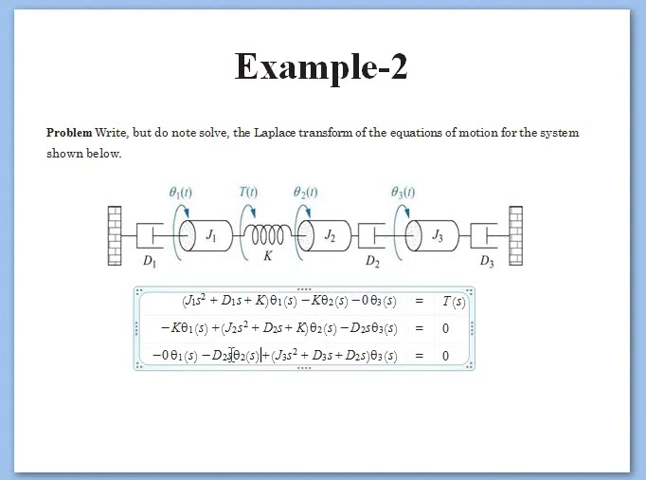 Example-2
Problem Write, but do note solve, the Laplace transform of the equations of motion for the system
shown below.
θ₁(t) T(t) θ₂(t) θ₃(t)
J₁ J₂ J₃
D₁ K D₂ D₃
(J₁s² + D₁s + K)θ₁(s) −Kθ₂(s) −0θ₃(s) = T(s)
−Kθ₁(s) +(J₂s² + D₂s + K)θ₂(s) −D₂sθ₃(s) = 0
−0θ₁(s) −D₂sθ₂(s)+(J₃s² + D₃s + D₂s)θ₃(s) = 0